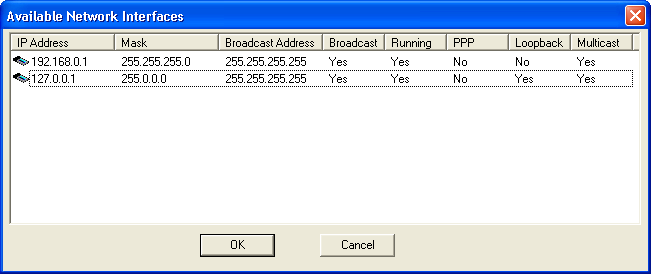 Available Network Interfaces
IP Address Mask Broadcast Address Broadcast Running PPP Loopback Multicast
192.168.0.1 255.255.255.0 255.255.255.255 Yes Yes No No Yes
127.0.0.1 255.0.0.0 255.255.255.255 Yes Yes No Yes Yes
OK Cancel